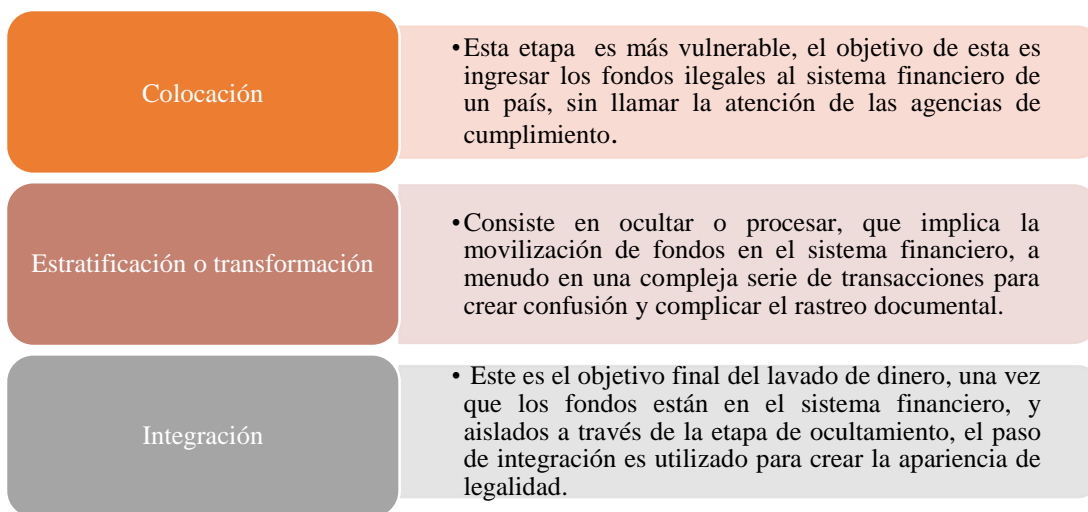 Colocación
•Esta etapa es más vulnerable, el objetivo de esta es
ingresar los fondos ilegales al sistema financiero de
un país, sin llamar la atención de las agencias de
cumplimiento.
Estratificación o transformación
•Consiste en ocultar o procesar, que implica la
movilización de fondos en el sistema financiero, a
menudo en una compleja serie de transacciones para
crear confusión y complicar el rastreo documental.
Integración
• Este es el objetivo final del lavado de dinero, una vez
que los fondos están en el sistema financiero, y
aislados a través de la etapa de ocultamiento, el paso
de integración es utilizado para crear la apariencia de
legalidad.